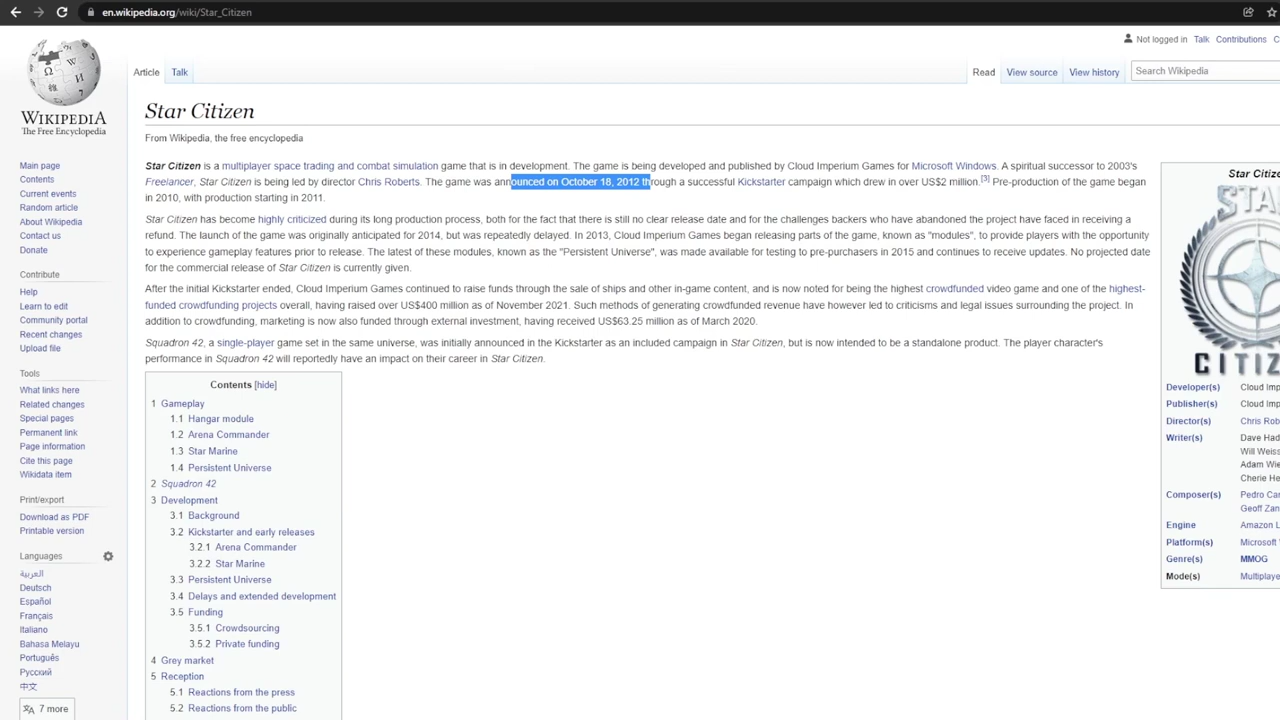 en.wikipedia.org/wiki/Star_Citizen
Not logged in Talk Contributions C
Article Talk Read View source View history Search Wikipedia
WIKIPEDIA
The Free Encyclopedia
Main page
Contents
Current events
Random article
About Wikipedia
Contact us
Donate
Contribute
Help
Learn to edit
Community portal
Recent changes
Upload file
Tools
What links here
Related changes
Special pages
Permanent link
Page information
Cite this page
Wikidata item
Print/export
Download as PDF
Printable version
Languages
العربية
Deutsch
Español
Français
Italiano
Bahasa Melayu
Português
Русский
中文
7 more
Star Citizen
From Wikipedia, the free encyclopedia
Star Citizen is a multiplayer space trading and combat simulation game that is in development. The game is being developed and published by Cloud Imperium Games for Microsoft Windows. A spiritual successor to 2003's
Freelancer, Star Citizen is being led by director Chris Roberts. The game was announced on October 18, 2012 through a successful Kickstarter campaign which drew in over US$2 million.[3] Pre-production of the game began
in 2010, with production starting in 2011.
Star Citizen has become highly criticized during its long production process, both for the fact that there is still no clear release date and for the challenges backers who have abandoned the project have faced in receiving a
refund. The launch of the game was originally anticipated for 2014, but was repeatedly delayed. In 2013, Cloud Imperium Games began releasing parts of the game, known as "modules", to provide players with the opportunity
to experience gameplay features prior to release. The latest of these modules, known as the "Persistent Universe", was made available for testing to pre-purchasers in 2015 and continues to receive updates. No projected date
for the commercial release of Star Citizen is currently given.
After the initial Kickstarter ended, Cloud Imperium Games continued to raise funds through the sale of ships and other in-game content, and is now noted for being the highest crowdfunded video game and one of the highest-
funded crowdfunding projects overall, having raised over US$400 million as of November 2021. Such methods of generating crowdfunded revenue have however led to criticisms and legal issues surrounding the project. In
addition to crowdfunding, marketing is now also funded through external investment, having received US$63.25 million as of March 2020.
Squadron 42, a single-player game set in the same universe, was initially announced in the Kickstarter as an included campaign in Star Citizen, but is now intended to be a standalone product. The player character's
performance in Squadron 42 will reportedly have an impact on their career in Star Citizen.
Contents [hide]
1 Gameplay
1.1 Hangar module
1.2 Arena Commander
1.3 Star Marine
1.4 Persistent Universe
2 Squadron 42
3 Development
3.1 Background
3.2 Kickstarter and early releases
3.2.1 Arena Commander
3.2.2 Star Marine
3.3 Persistent Universe
3.4 Delays and extended development
3.5 Funding
3.5.1 Crowdsourcing
3.5.2 Private funding
4 Grey market
5 Reception
5.1 Reactions from the press
5.2 Reactions from the public
Star Citize
STAR
CITIZ
Developer(s) Cloud Imp
Publisher(s) Cloud Imp
Director(s) Chris Rob
Writer(s) Dave Had
Will Weiss
Adam Wie
Cherie He
Composer(s) Pedro Car
Geoff Zan
Engine Amazon L
Platform(s) Microsoft
Genre(s) MMOG
Mode(s) Multiplaye